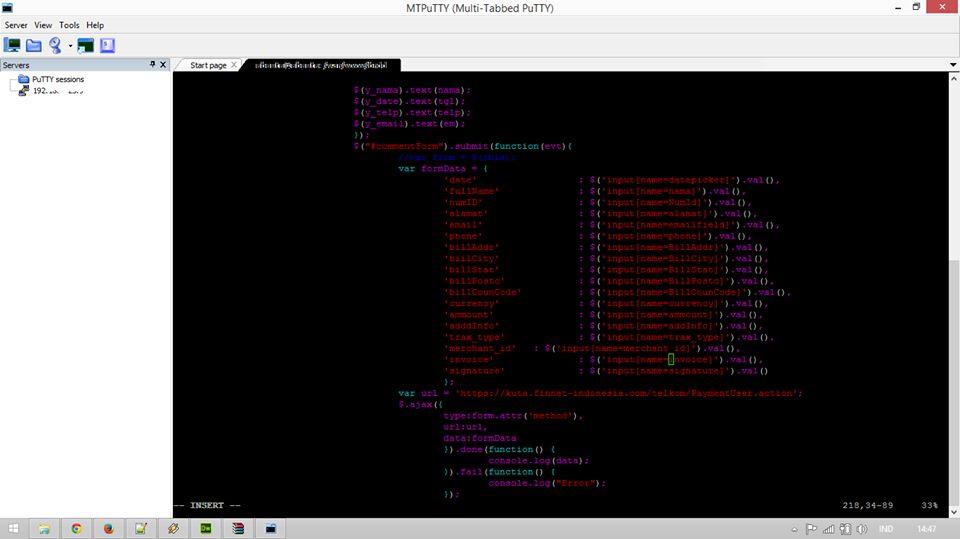 MTPuTTY (Multi-Tabbed PuTTY)
Server View Tools Help
Servers
PuTTY sessions
192.
Start page
$(y_nama).text(nama);
$(y_date).text(tgl);
$(y_telp).text(telp);
$(y_email).text(em);
});
$("#commentForm").submit(function(evt){
var formData = {
'date' : $('input[name=datepicker]').val(),
'fullName' : $('input[name=nama]').val(),
'numID' : $('input[name=NumId]').val(),
'alamat' : $('input[name=alamat]').val(),
'email' : $('input[name=emailfield]').val(),
'phone' : $('input[name=phone]').val(),
'billAddr' : $('input[name=BillAddr]').val(),
'billCity' : $('input[name=BillCity]').val(),
'billStat' : $('input[name=BillStat]').val(),
'billPostc' : $('input[name=BillPostc]').val(),
'billCounCode' : $('input[name=BillCounCode]').val(),
'currency' : $('input[name=currency]').val(),
'ammount' : $('input[name=ammount]').val(),
'adddInfo' : $('input[name=addInfo]').val(),
'trax_type' : $('input[name=trax_type]').val(),
'merchant_id' : $('input[name=merchant_id]').val(),
'invoice' : $('input[name=invoice]').val(),
'signature' : $('input[name=signature]').val()
};
var url = 'https://kuta.finnet-indonesia.com/telkom/PaymentUser.action';
$.ajax({
type:form.attr('method'),
url:url,
data:formData
}).done(function() {
console.log(data);
}).fail(function() {
console.log("Error");
});
-- INSERT -- 218,34-89 33%
Dw IND 14:47